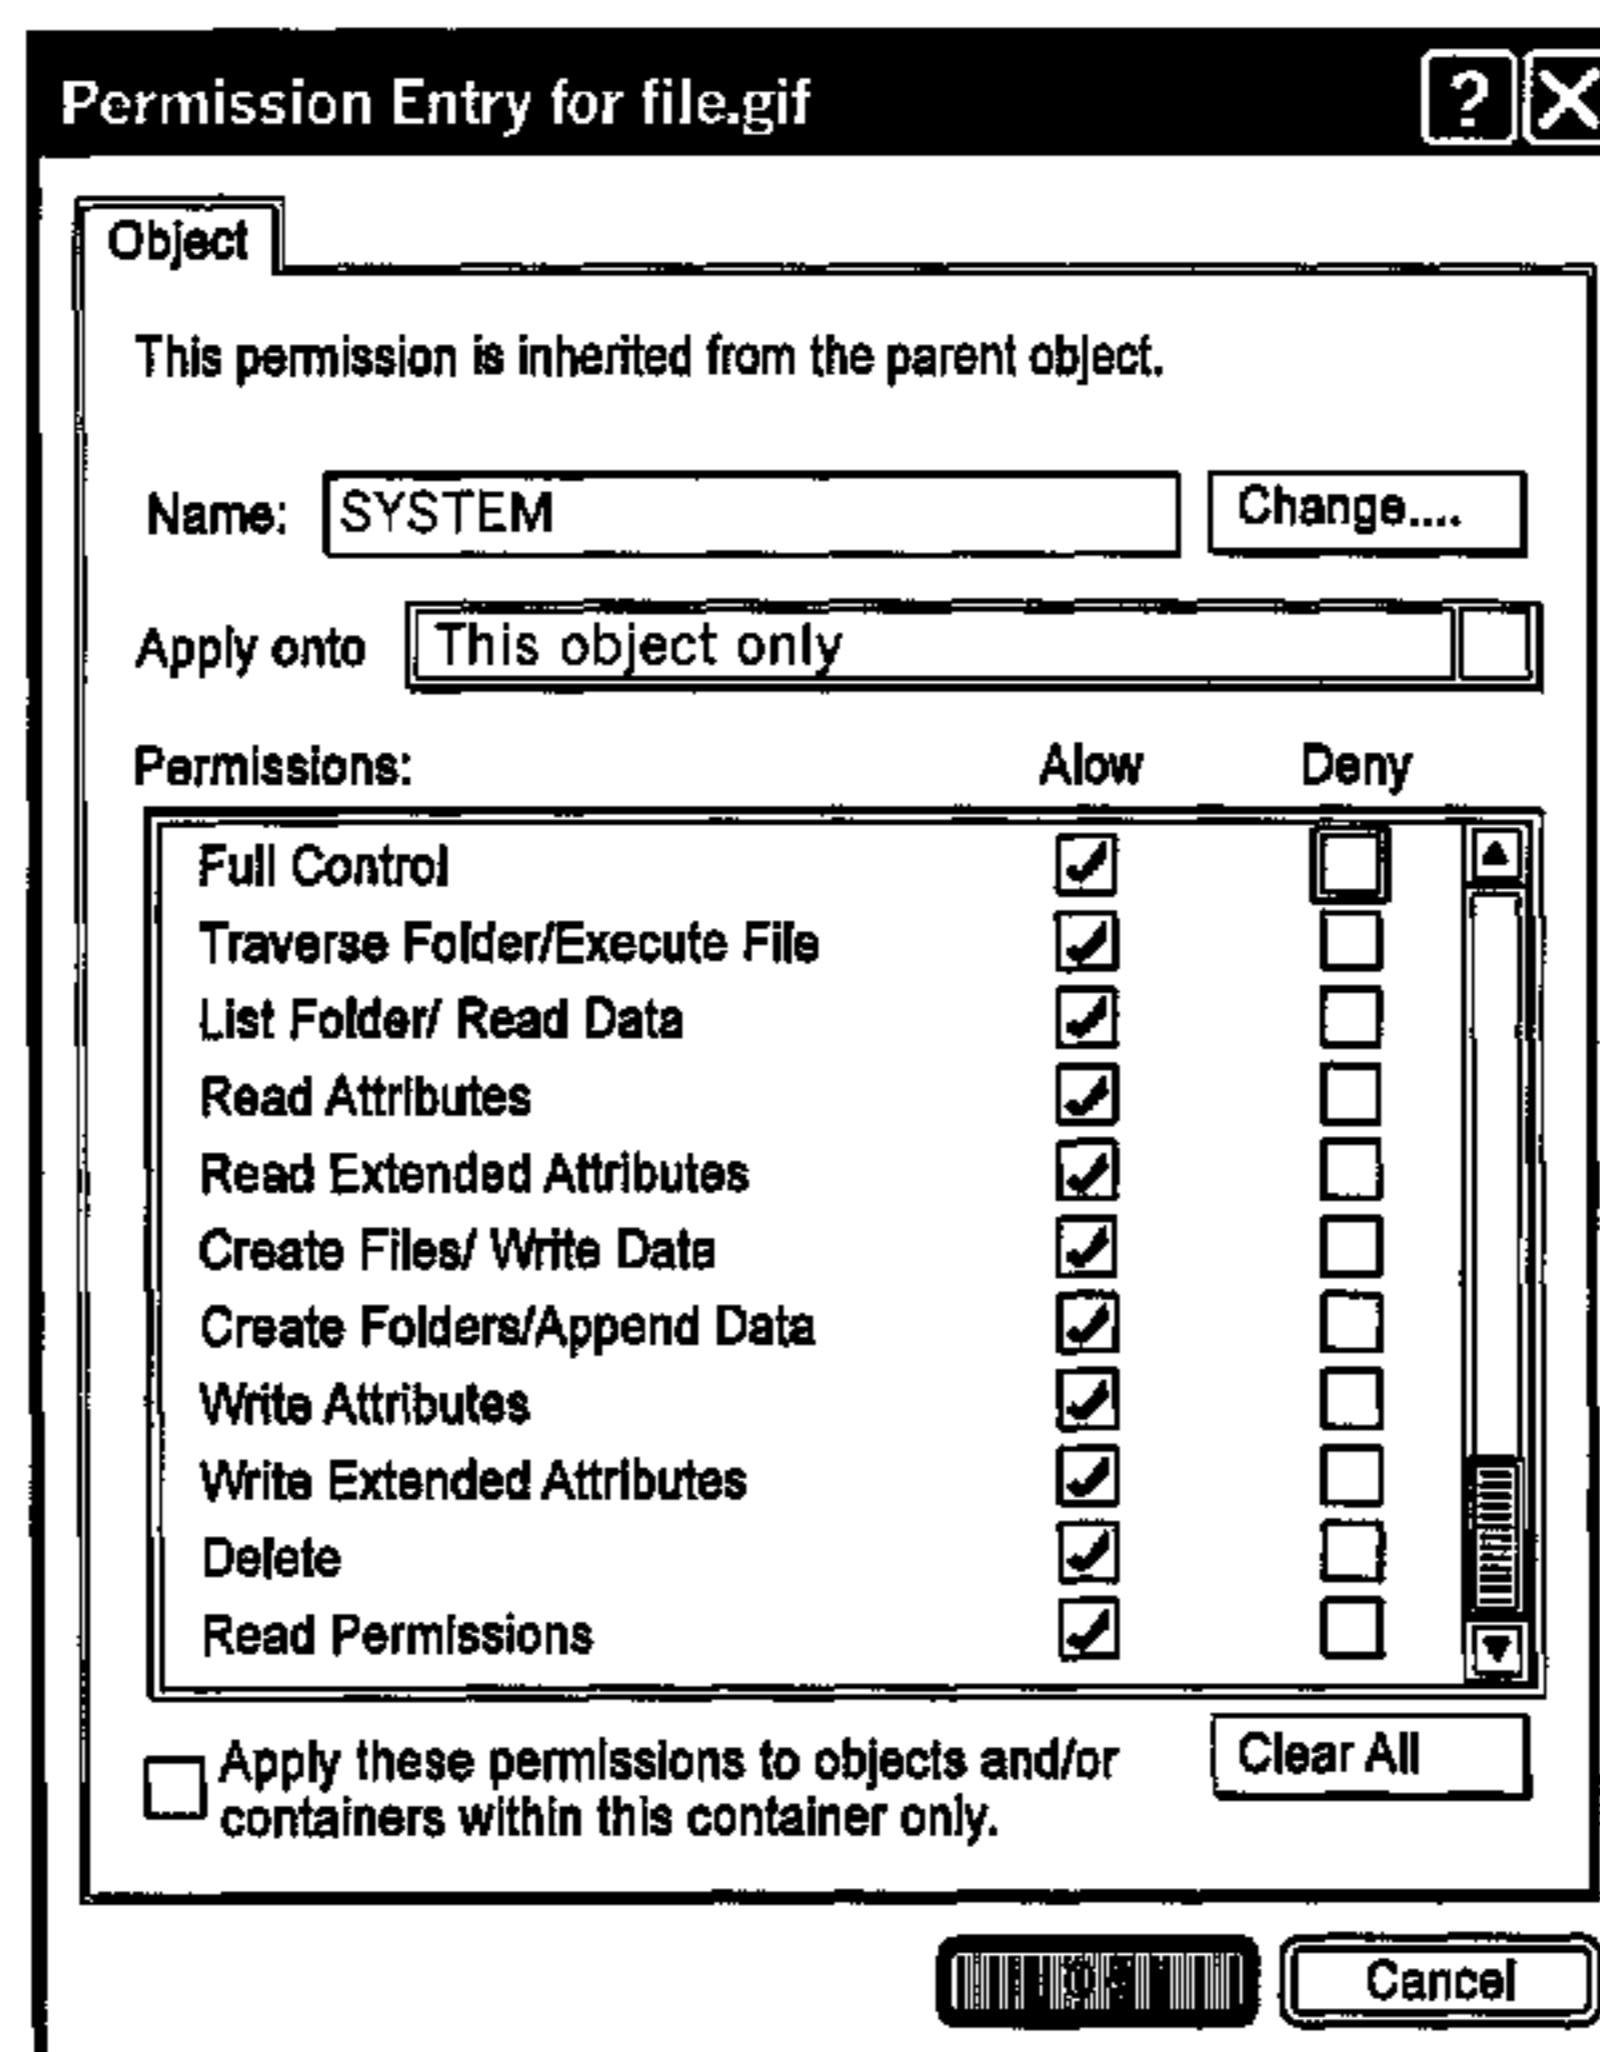 Permission Entry for file.gif
?
Object
This permission is inherited from the parent object.
Name: SYSTEM Change....
Apply onto This object only
Permissions: Alow Deny
Full Control
Traverse Folder/Execute File
List Folder/ Read Data
Read Attributes
Read Extended Attributes
Create Files/ Write Data
Create Folders/Append Data
Write Attributes
Write Extended Attributes
Delete
Read Permissions
Apply these permissions to objects and/or Clear All
containers within this container only.
Cancel